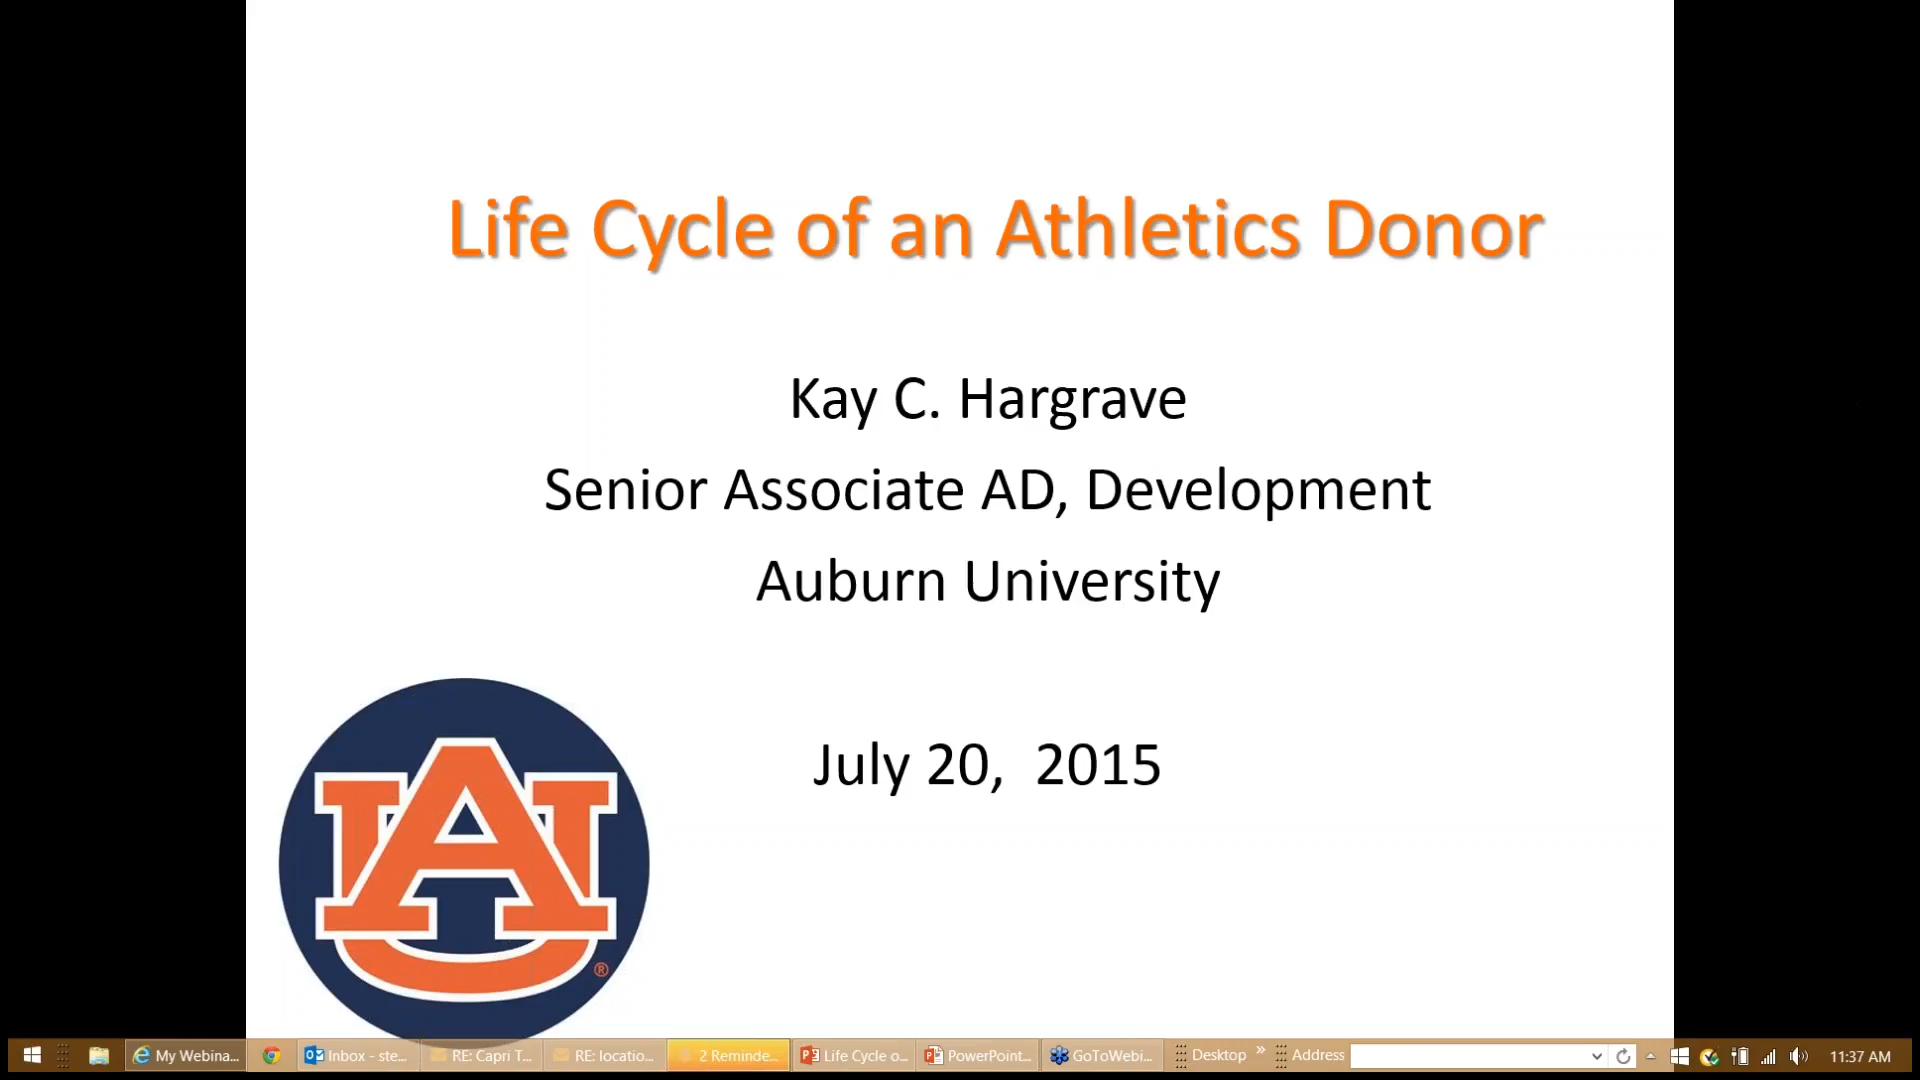 Life Cycle of an Athletics Donor
Kay C. Hargrave
Senior Associate AD, Development
Auburn University
July 20, 2015
AU
®
My Webina...
Inbox - ste...
RE: Capri T...
RE: locatio...
2 Reminde...
Life Cycle o...
PowerPoint...
GoToWebi...
Desktop
Address
11:37 AM